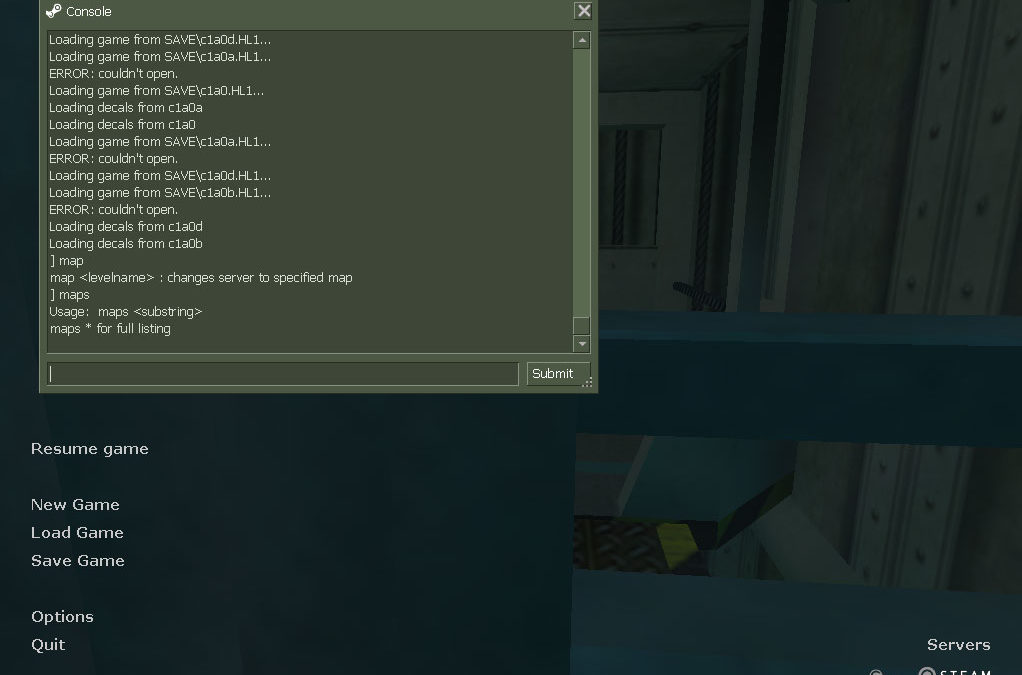 Console
Loading game from SAVE\c1a0d.HL1...
Loading game from SAVE\c1a0a.HL1...
ERROR: couldn't open.
Loading game from SAVE\c1a0.HL1...
Loading decals from c1a0a
Loading decals from c1a0
Loading game from SAVE\c1a0a.HL1...
ERROR: couldn't open.
Loading game from SAVE\c1a0d.HL1...
Loading game from SAVE\c1a0b.HL1...
ERROR: couldn't open.
Loading decals from c1a0d
Loading decals from c1a0b
] map
map <levelname> : changes server to specified map
] maps
Usage:  maps <substring>
maps * for full listing
Submit
Resume game
New Game
Load Game
Save Game
Options
Quit
Servers
STEAM